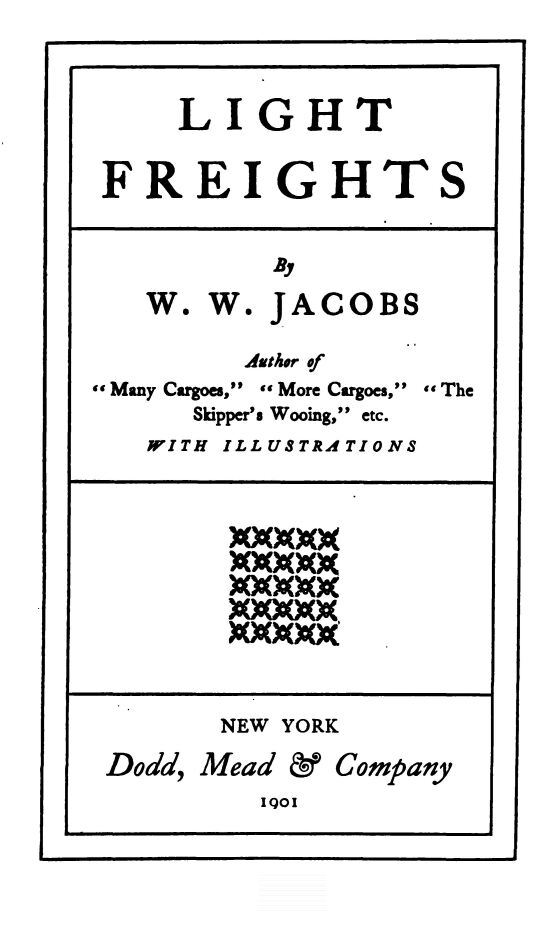 LIGHT
FREIGHTS
By
W. W. JACOBS
Author of
“Many Cargoes,” “More Cargoes,” “The
Skipper’s Wooing,” etc.
WITH ILLUSTRATIONS
NEW YORK
Dodd, Mead & Company
1901